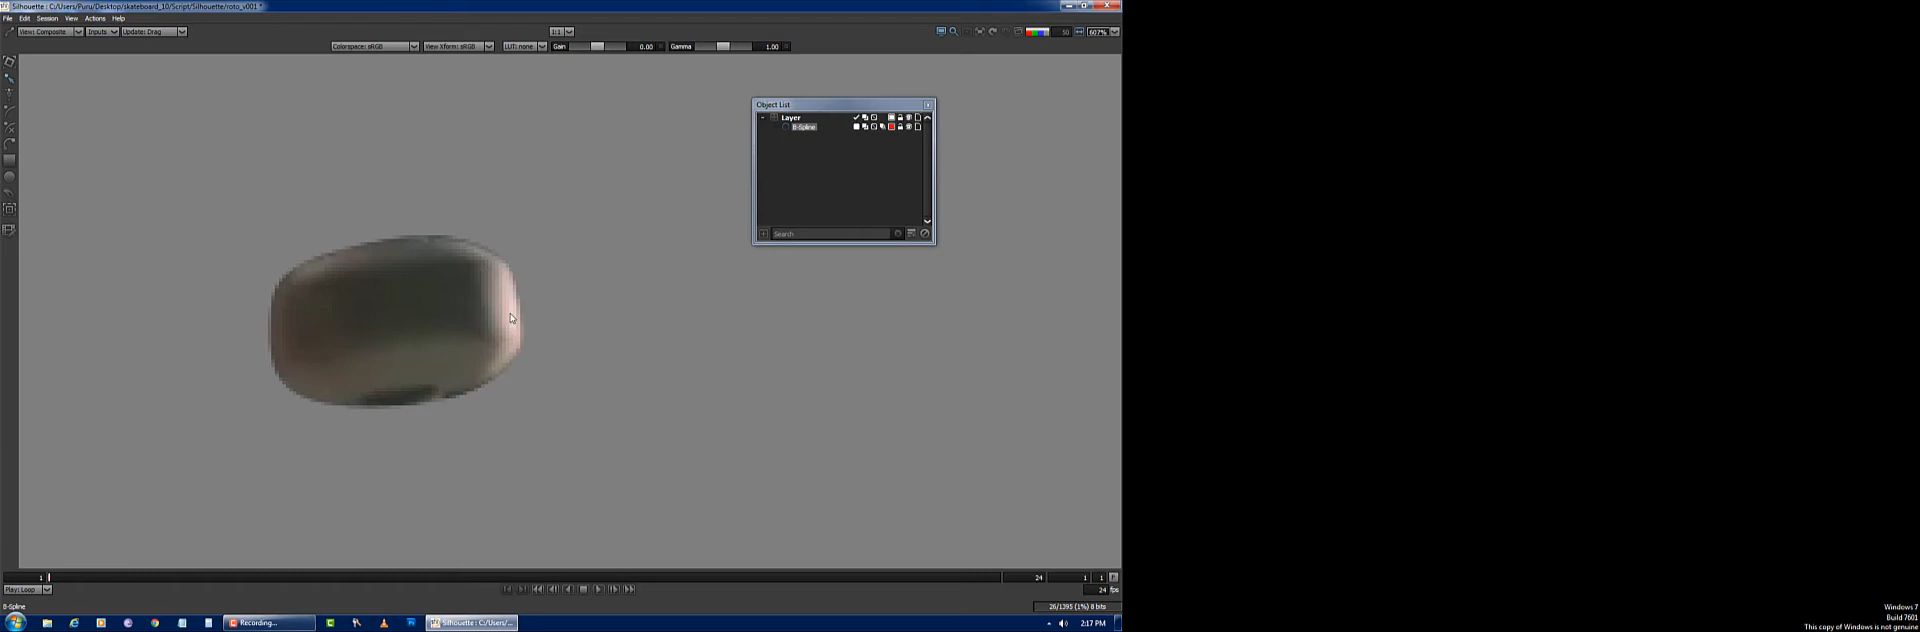 Silhouette : C:/Users/Puru/Desktop/skateboard_10/Script/Silhouette/roto_v001 *
File Edit Session View Actions Help
View: Composite Inputs Update: Drag 1:1 50 607%
Colorspace: sRGB View Xform: sRGB LUT: none Gain 0.00 Gamma 1.00
Object List
Layer
B-Spline
Search
1 24 1 1
Play: Loop 24 fps
B-Spline 26/1395 (1%) 8 bits
Recording... Silhouette : C:/Users/... 2:17 PM
Windows 7
Build 7601
This copy of Windows is not genuine